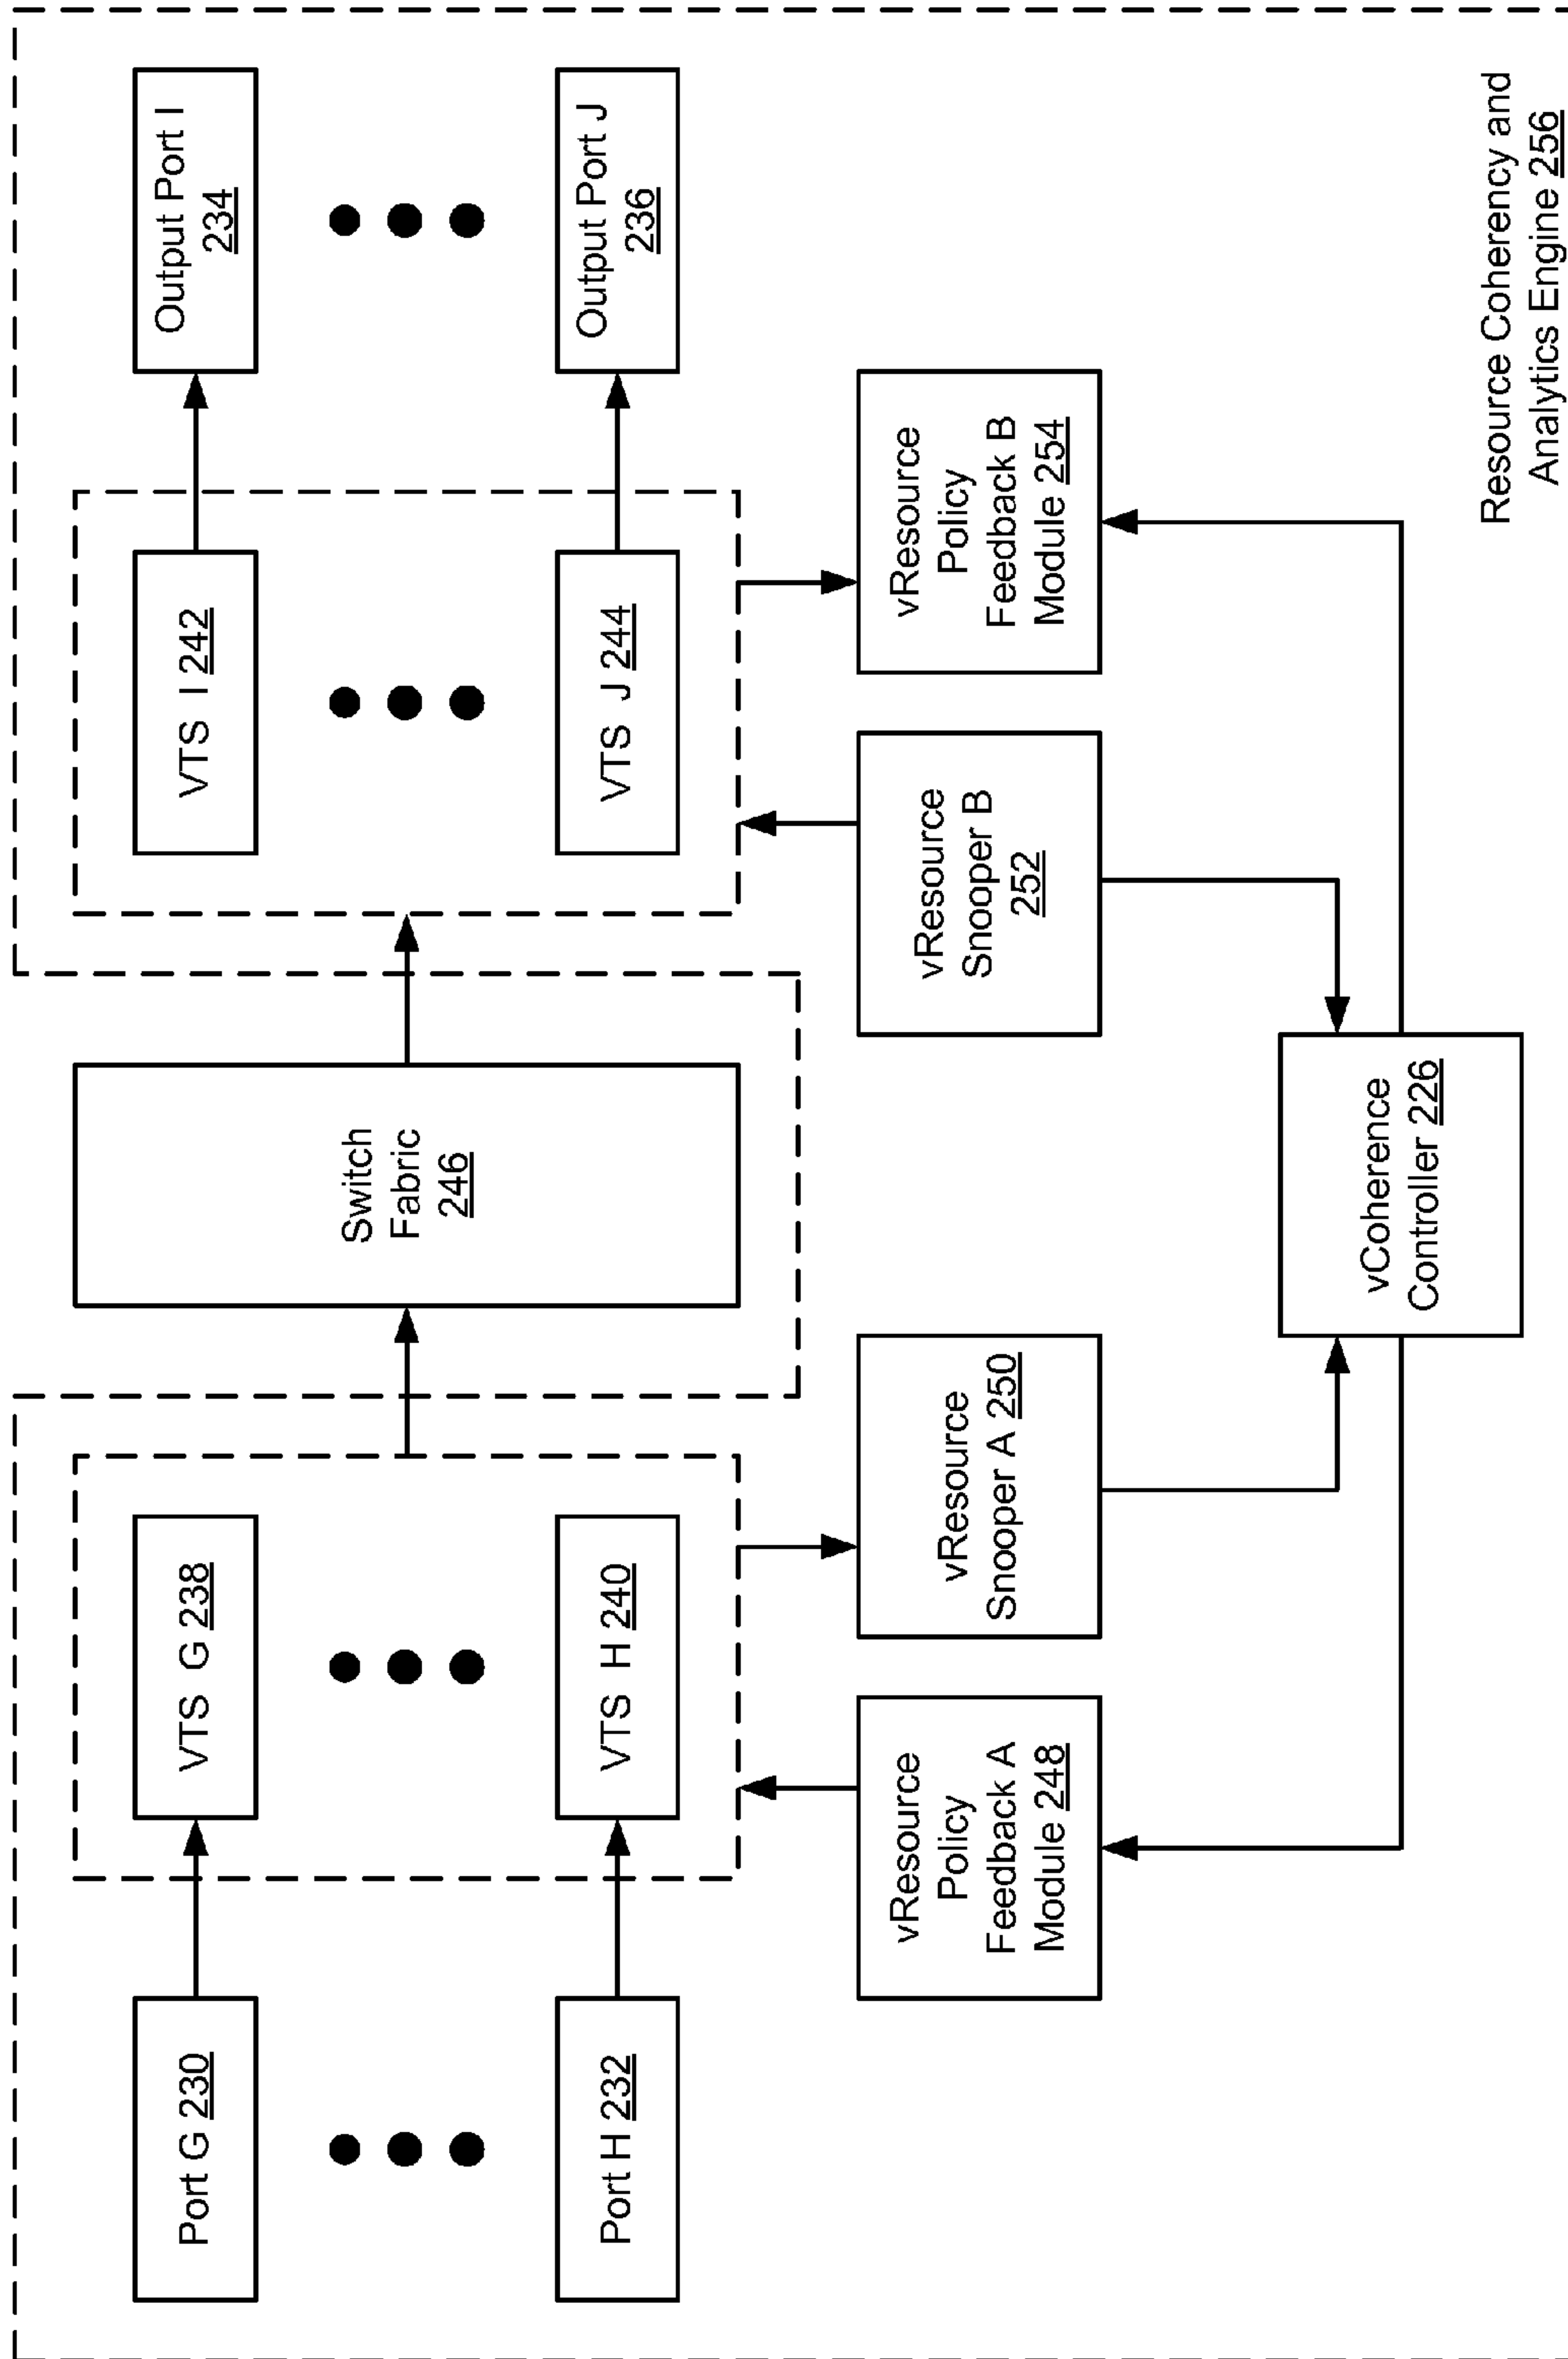 Port G 230
VTS G 238
Switch
Fabric
246
VTS I 242
Output Port I
234
Port H 232
VTS H 240
VTS J 244
Output Port J
236
vResource
Policy
Feedback A
Module 248
vResource
Snooper A 250
vResource
Snooper B
252
vResource
Policy
Feedback B
Module 254
vCoherence
Controller 226
Resource Coherency and
Analytics Engine 256